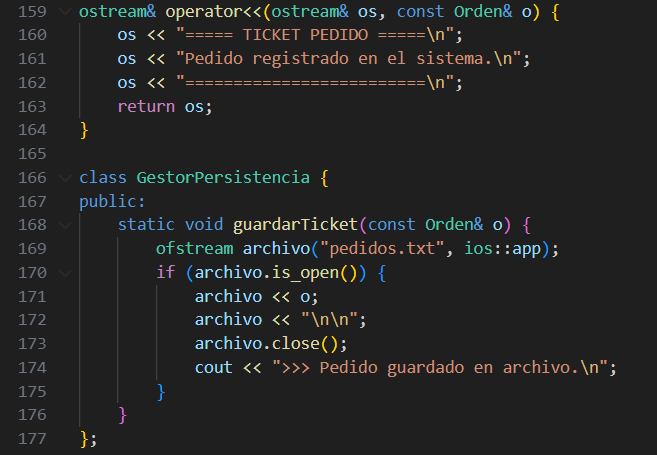 159 ostream& operator<<(ostream& os, const Orden& o) {
160     os << "===== TICKET PEDIDO =====\n";
161     os << "Pedido registrado en el sistema.\n";
162     os << "=========================\n";
163     return os;
164 }
165
166 class GestorPersistencia {
167 public:
168     static void guardarTicket(const Orden& o) {
169         ofstream archivo("pedidos.txt", ios::app);
170         if (archivo.is_open()) {
171             archivo << o;
172             archivo << "\n\n";
173             archivo.close();
174             cout << ">>> Pedido guardado en archivo.\n";
175         }
176     }
177 };